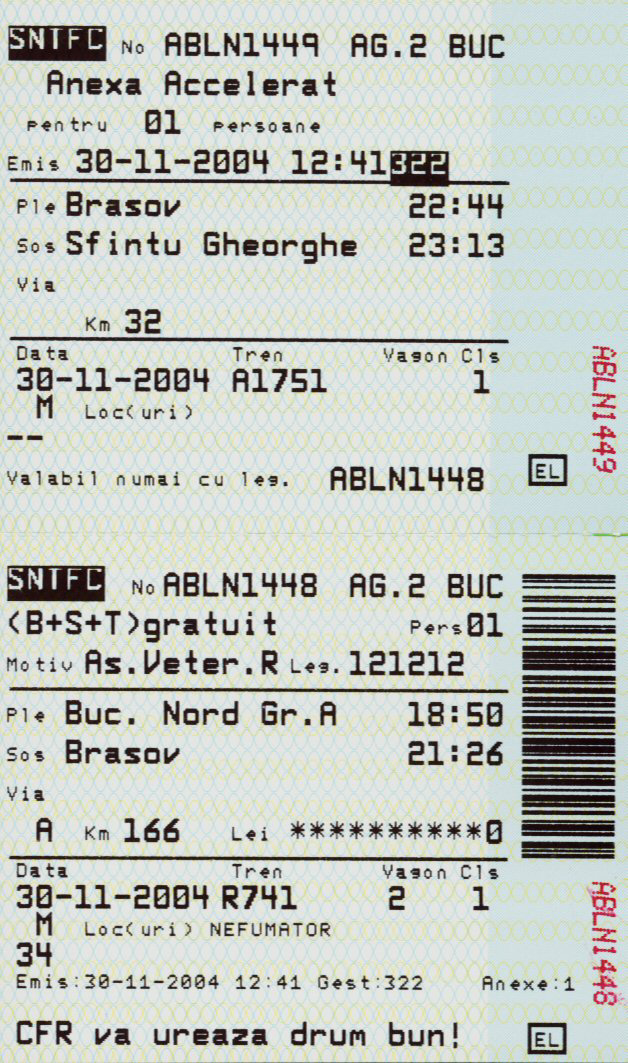 SNTFC No ABLN1449 AG.2 BUC
Anexa Accelerat
pentru 01 persoane
Emis 30-11-2004 12:41 322
Ple Brasov 22:44
Sos Sfintu Gheorghe 23:13
Via
Km 32
Data Tren Vagon Cls
30-11-2004 A1751 1
M Loc(uri)
--
Valabil numai cu leg. ABLN1448 EL
ABLN1449
SNTFC No ABLN1448 AG.2 BUC
(B+S+T)gratuit Pers 01
Motiv As.Veter.R Leg. 121212
Ple Buc. Nord Gr.A 18:50
Sos Brasov 21:26
Via
A Km 166 Lei **********0
Data Tren Vagon Cls
30-11-2004 R741 2 1
M Loc(uri) NEFUMATOR
34
Emis:30-11-2004 12:41 Gest:322 Anexe:1
CFR va ureaza drum bun! EL
ABLN1448